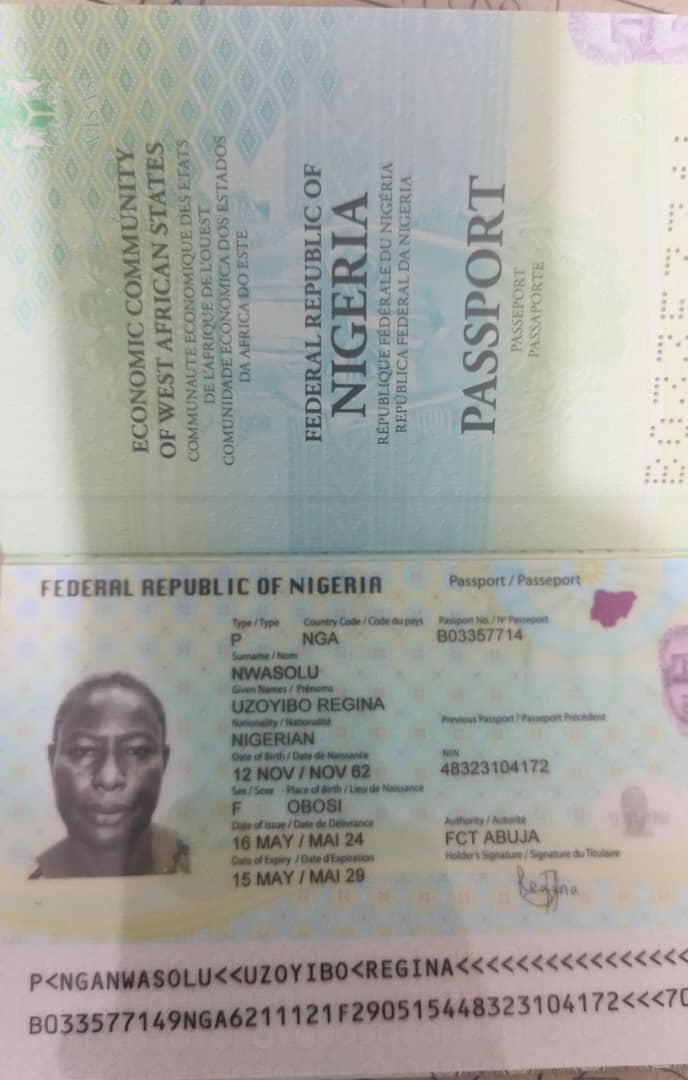 ECONOMIC COMMUNITY
OF WEST AFRICAN STATES
COMMUNAUTÉ ECONOMIQUE DES ETATS
DE L'AFRIQUE DE L'OUEST
COMUNIDADE ECONOMICA DOS ESTADOS
DA AFRICA DO ESTE
FEDERAL REPUBLIC OF
NIGERIA
RÉPUBLIQUE FÉDÉRALE DU NIGÉRIA
REPÚBLICA FEDERAL DA NIGERIA
PASSPORT
PASSEPORT
PASSAPORTE
VISAS
3
FEDERAL REPUBLIC OF NIGERIA
Passport / Passeport
Type / Type Country Code / Code du pays Passport No. / Nº Passeport
P NGA B03357714
Surname / Nom
NWASOLU
Given Names / Prénoms
UZOYIBO REGINA
Nationality / Nationalité Previous Passport / Passeport Précédent
NIGERIAN
Date of Birth / Date de Naissance NIN
12 NOV / NOV 62 48323104172
Sex / Sexe Place of Birth / Lieu de Naissance
F OBOSI
Date of Issue / Date de Délivrance Authority / Autorité
16 MAY / MAI 24 FCT ABUJA
Date of Expiry / Date d'Expiration Holder's Signature / Signature du Titulaire
15 MAY / MAI 29
Regina
P<NGANWASOLU<<UZOYIBO<REGINA<<<<<<<<<<<<<<<<
B033577149NGA6211121F290515448323104172<<<70